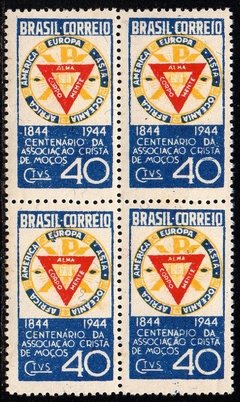 BRASIL·CORREIO
EUROPA
AMERICA
ASIA
AFRICA
OCEANIA
ALMA
CORPO MENTE
1844 1944
CENTENÁRIO DA
ASSOCIAÇÃO CRISTÃ
DE MOÇOS
CTVS 40
BRASIL·CORREIO
EUROPA
AMERICA
ASIA
AFRICA
OCEANIA
ALMA
CORPO MENTE
1844 1944
CENTENÁRIO DA
ASSOCIAÇÃO CRISTÃ
DE MOÇOS
CTVS 40
BRASIL·CORREIO
EUROPA
AMERICA
ASIA
AFRICA
OCEANIA
ALMA
CORPO MENTE
1844 1944
CENTENÁRIO DA
ASSOCIAÇÃO CRISTÃ
DE MOÇOS
CTVS 40
BRASIL·CORREIO
EUROPA
AMERICA
ASIA
AFRICA
OCEANIA
ALMA
CORPO MENTE
1844 1944
CENTENÁRIO DA
ASSOCIAÇÃO CRISTÃ
DE MOÇOS
CTVS 40